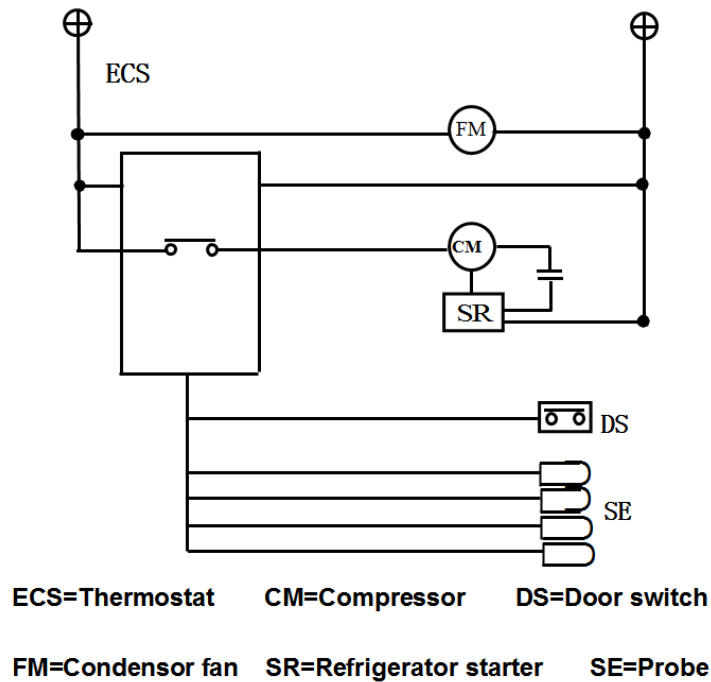 ECS
FM
CM
SR
DS
SE
ECS=Thermostat CM=Compressor DS=Door switch
FM=Condensor fan SR=Refrigerator starter SE=Probe